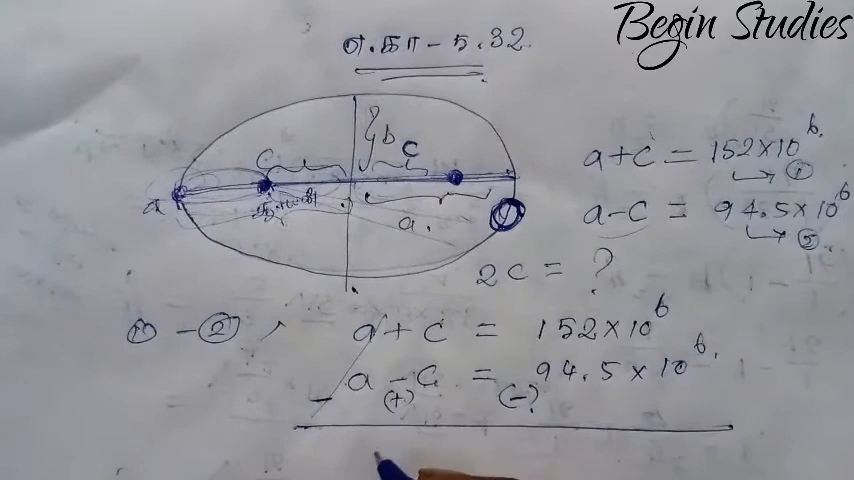 Begin Studies
எ.கா - 5.32
b
c
c
a
a.
a+c = 152×10⁶
①
a-c = 94.5×10⁶
②
2c = ?
① - ②,
a+c = 152×10⁶
- a - c = 94.5×10⁶.
(+) (-)